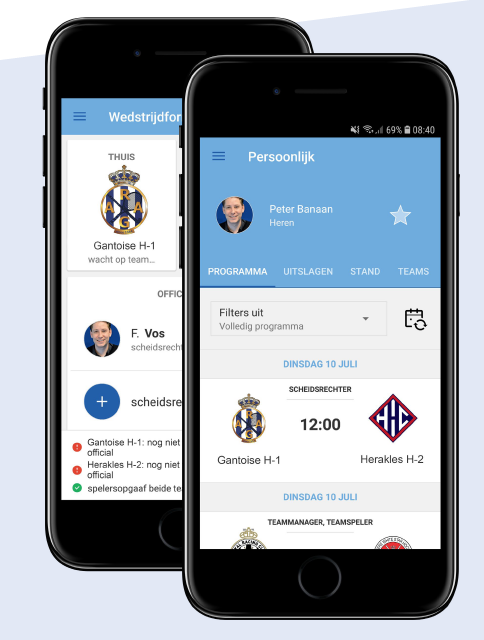 Wedstrijdfor
THUIS
Gantoise H-1
wacht op team...
OFFIC
F. Vos
scheidsrecht
+
scheidsre
Gantoise H-1: nog niet
official
Herakles H-2: nog niet
official
spelersopgaaf beide te
69% 08:40
Persoonlijk
Peter Banaan
Heren
PROGRAMMA UITSLAGEN STAND TEAMS
Filters uit
Volledig programma
DINSDAG 10 JULI
SCHEIDSRECHTER
12:00
HHC
Gantoise H-1 Herakles H-2
DINSDAG 10 JULI
TEAMMANAGER, TEAMSPELER